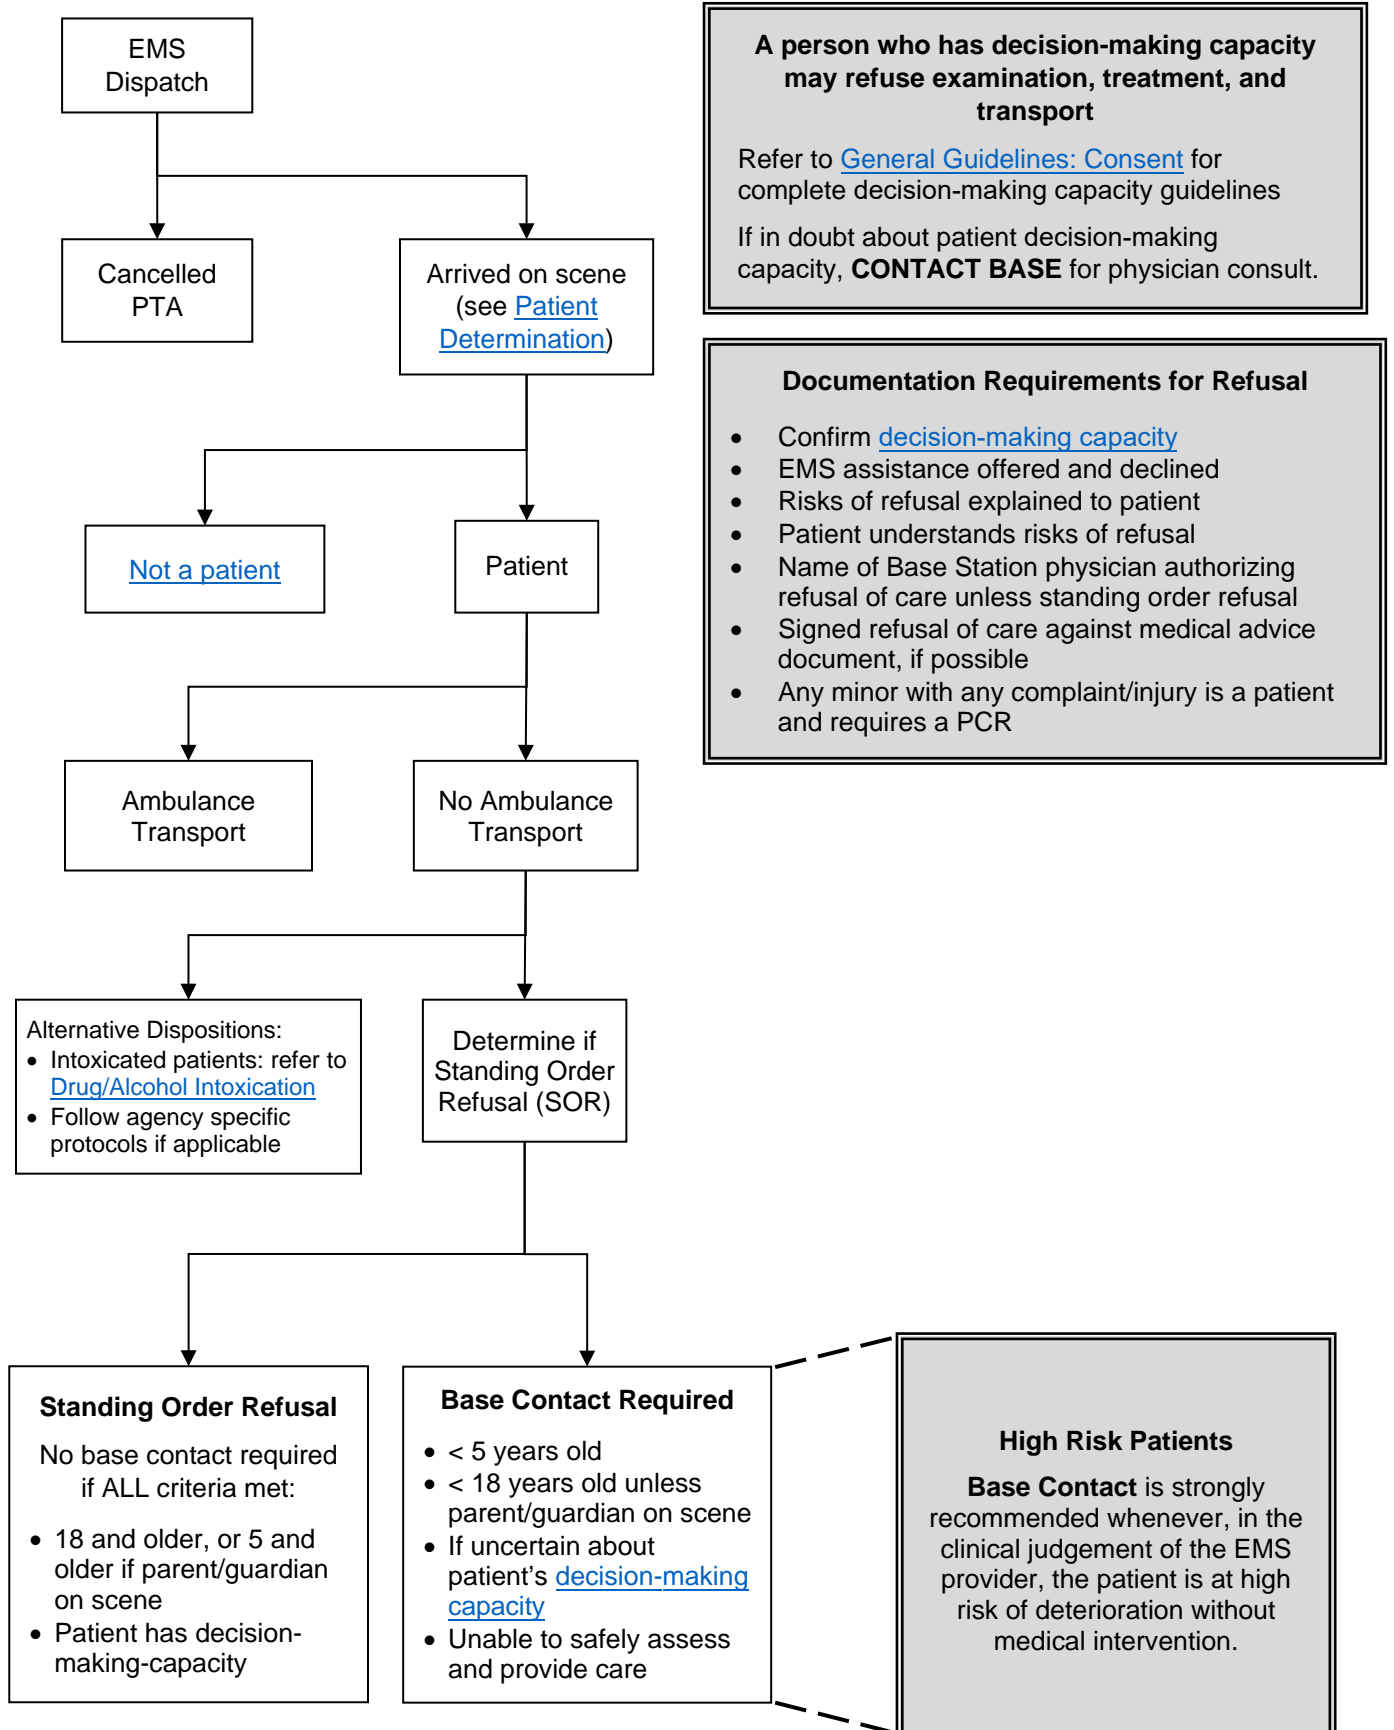 EMS
Dispatch
Cancelled
PTA
Arrived on scene
(see Patient
Determination)
Not a patient
Patient
Ambulance
Transport
No Ambulance
Transport
Alternative Dispositions:
• Intoxicated patients: refer to
Drug/Alcohol Intoxication
• Follow agency specific
protocols if applicable
Determine if
Standing Order
Refusal (SOR)
Standing Order Refusal
No base contact required
if ALL criteria met:
• 18 and older, or 5 and
older if parent/guardian
on scene
• Patient has decision-
making-capacity
Base Contact Required
• < 5 years old
• < 18 years old unless
parent/guardian on scene
• If uncertain about
patient's decision-making
capacity
• Unable to safely assess
and provide care
A person who has decision-making capacity
may refuse examination, treatment, and
transport
Refer to General Guidelines: Consent for
complete decision-making capacity guidelines
If in doubt about patient decision-making
capacity, CONTACT BASE for physician consult.
Documentation Requirements for Refusal
• Confirm decision-making capacity
• EMS assistance offered and declined
• Risks of refusal explained to patient
• Patient understands risks of refusal
• Name of Base Station physician authorizing
refusal of care unless standing order refusal
• Signed refusal of care against medical advice
document, if possible
• Any minor with any complaint/injury is a patient
and requires a PCR
High Risk Patients
Base Contact is strongly
recommended whenever, in the
clinical judgement of the EMS
provider, the patient is at high
risk of deterioration without
medical intervention.